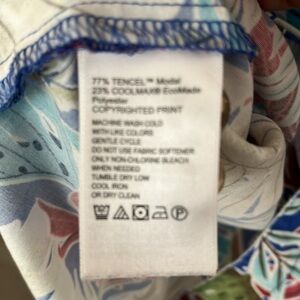 77% TENCEL™ Modal
23% COOLMAX® EcoMade
Polyester
COPYRIGHTED PRINT
MACHINE WASH COLD
WITH LIKE COLORS
GENTLE CYCLE
DO NOT USE FABRIC SOFTENER
ONLY NON-CHLORINE BLEACH
WHEN NEEDED
TUMBLE DRY LOW
COOL IRON
OR DRY CLEAN